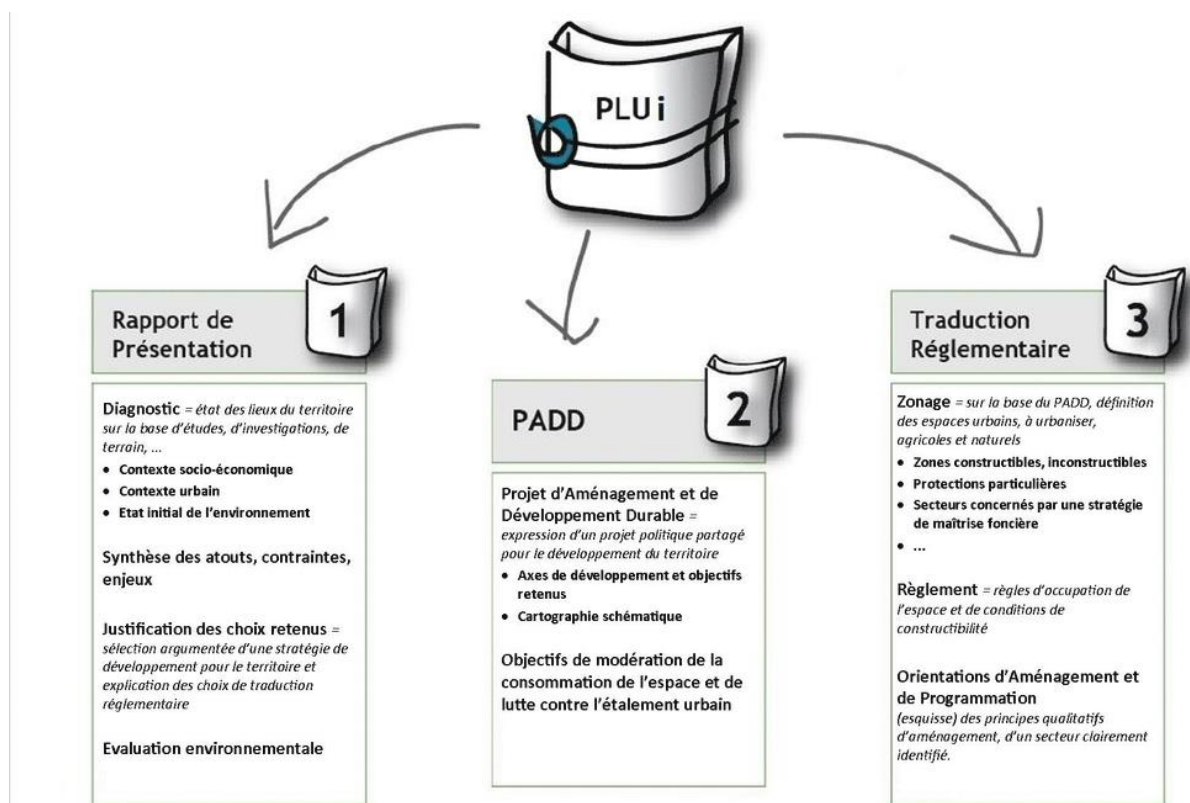 PLUi
1
Rapport de
Présentation
Diagnostic = état des lieux du territoire
sur la base d'études, d'investigations, de
terrain, ...
• Contexte socio-économique
• Contexte urbain
• Etat initial de l'environnement
Synthèse des atouts, contraintes,
enjeux
Justification des choix retenus =
sélection argumentée d'une stratégie de
développement pour le territoire et
explication des choix de traduction
réglementaire
Evaluation environnementale
2
PADD
Projet d'Aménagement et de
Développement Durable =
expression d'un projet politique partagé
pour le développement du territoire
• Axes de développement et objectifs
retenus
• Cartographie schématique
Objectifs de modération de la
consommation de l'espace et de
lutte contre l'étalement urbain
3
Traduction
Réglementaire
Zonage = sur la base du PADD, définition
des espaces urbains, à urbaniser,
agricoles et naturels
• Zones constructibles, inconstructibles
• Protections particulières
• Secteurs concernés par une stratégie
de maîtrise foncière
• ...
Règlement = règles d'occupation de
l'espace et de conditions de
constructibilité
Orientations d'Aménagement et
de Programmation
(esquisse) des principes qualitatifs
d'aménagement, d'un secteur clairement
identifié.